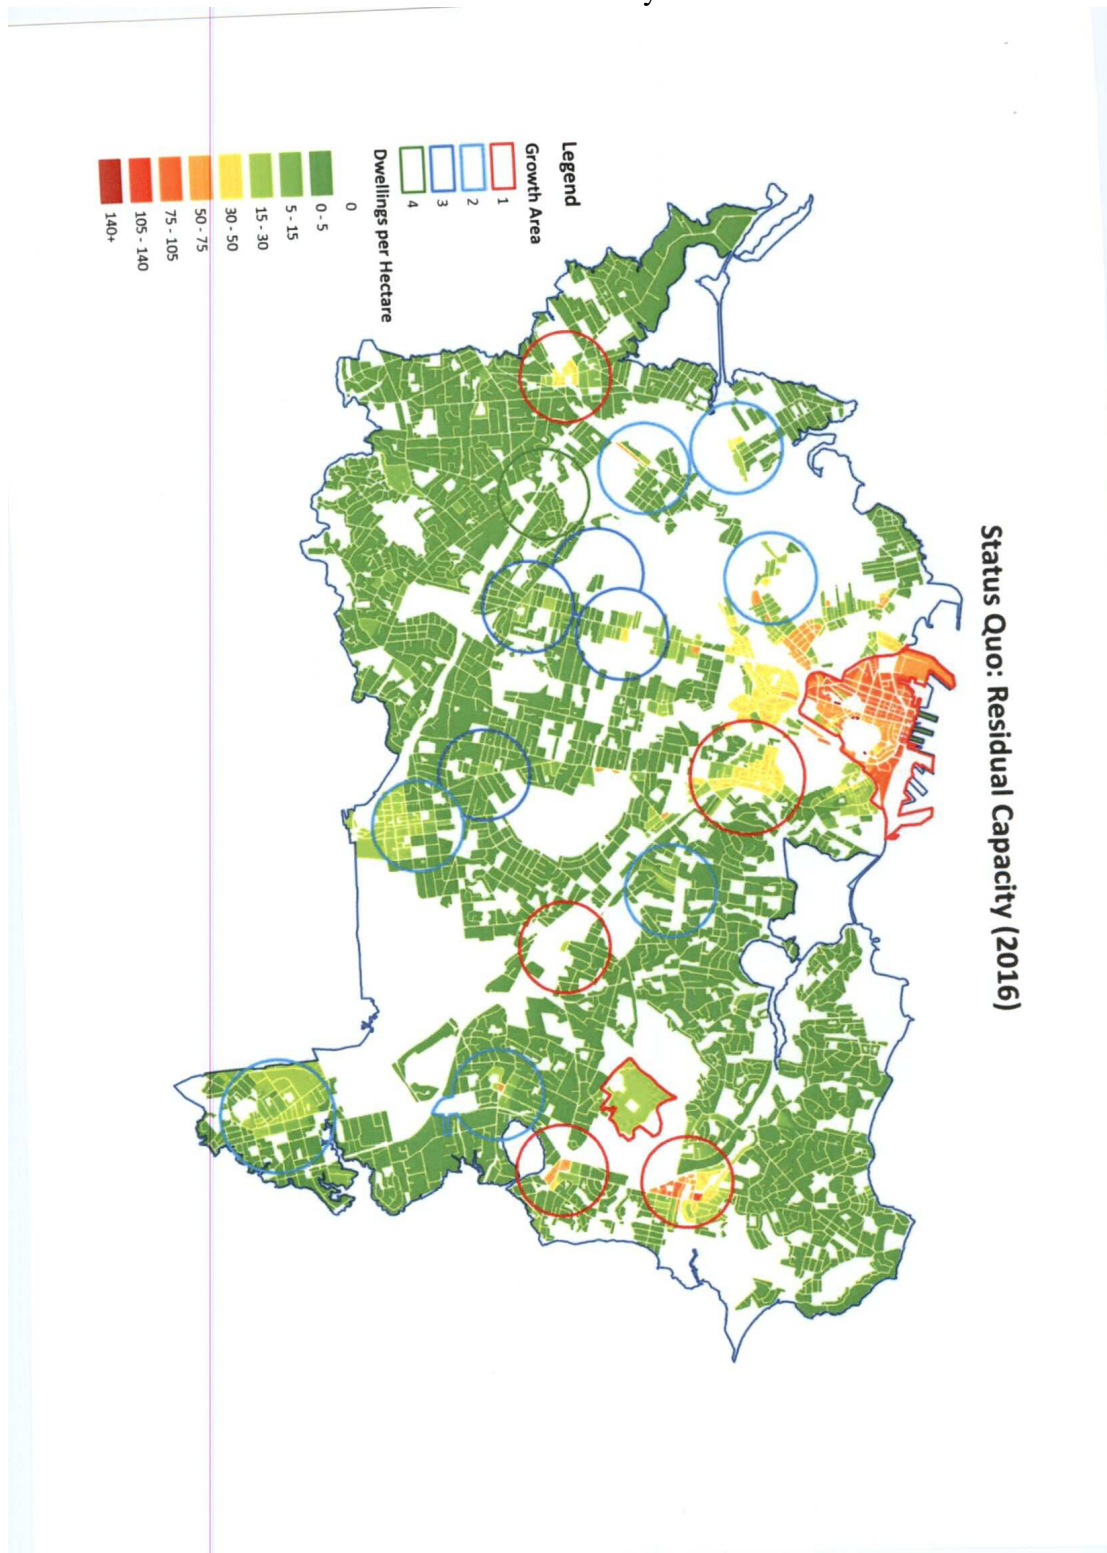 Status Quo: Residual Capacity (2016)
Legend
Growth Area
1
2
3
4
Dwellings per Hectare
0
0 - 5
5 - 15
15 - 30
30 - 50
50 - 75
75 - 105
105 - 140
140+